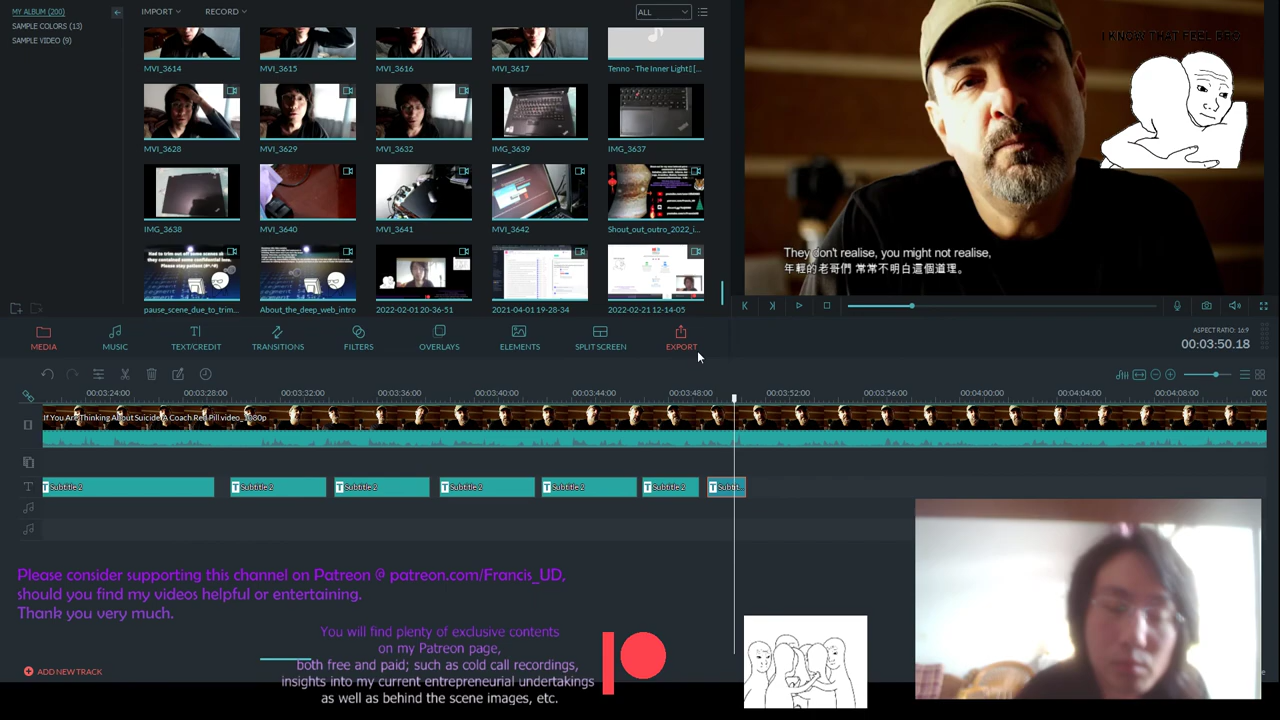 MY ALBUM (200)
SAMPLE COLORS (13)
SAMPLE VIDEO (9)
IMPORT
RECORD
ALL
MVI_3614
MVI_3615
MVI_3616
MVI_3617
Tenno - The Inner Light
MVI_3628
MVI_3629
MVI_3632
IMG_3639
IMG_3637
IMG_3638
MVI_3640
MVI_3641
MVI_3642
Shout_out_outro_2022_i...
pause_scene_due_to_trim...
About_the_deep_web_intro
2022-02-01 20-36-51
2021-04-01 19-28-34
2022-02-21 12-14-05
I KNOW THAT FEEL BRO
They don't realise, you might not realise,
年輕的老哥們 常常不明白這個道理。
MEDIA
MUSIC
TEXT/CREDIT
TRANSITIONS
FILTERS
OVERLAYS
ELEMENTS
SPLIT SCREEN
EXPORT
ASPECT RATIO: 16:9
00:03:50.18
00:03:24:00
00:03:28:00
00:03:32:00
00:03:36:00
00:03:40:00
00:03:44:00
00:03:48:00
00:03:52:00
00:03:56:00
00:04:00:00
00:04:04:00
00:04:08:00
If You Are Thinking About Suicide A Coach Red Pill video_1080p
Subtitle 2
Subtitle 2
Subtitle 2
Subtitle 2
Subtitle 2
Subtitle 2
Subtit...
Please consider supporting this channel on Patreon @ patreon.com/Francis_UD,
should you find my videos helpful or entertaining.
Thank you very much.
You will find plenty of exclusive contents
on my Patreon page,
both free and paid; such as cold call recordings,
insights into my current entrepreneurial undertakings
as well as behind the scene images, etc.
ADD NEW TRACK